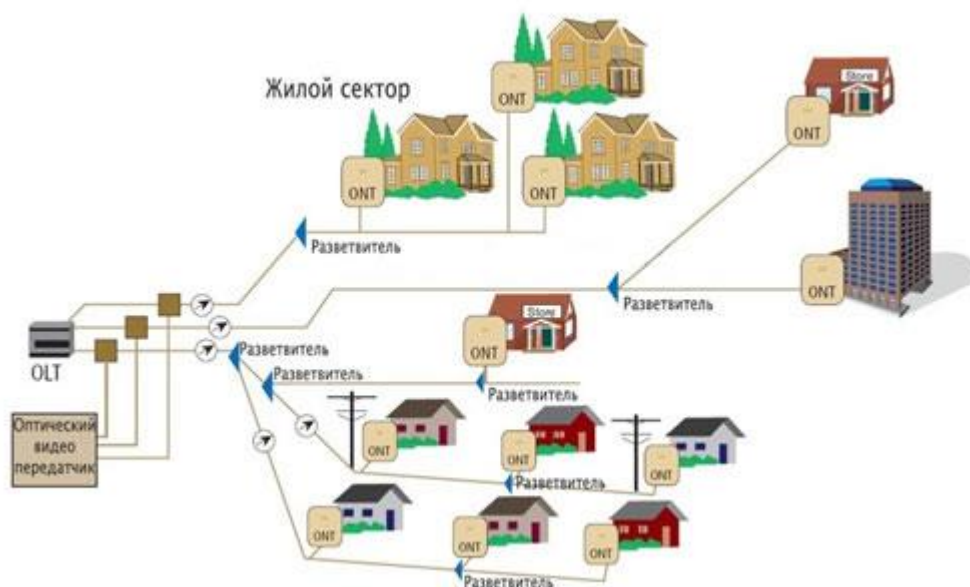 Жилой сектор
ONT
Store
ONT
ONT
ONT
Разветвитель
ONT
Разветвитель
Store
ONT
OLT
Разветвитель
Разветвитель
Разветвитель
Оптический
видео
передатчик
ONT
ONT
ONT
Разветвитель
ONT
ONT
ONT
Разветвитель